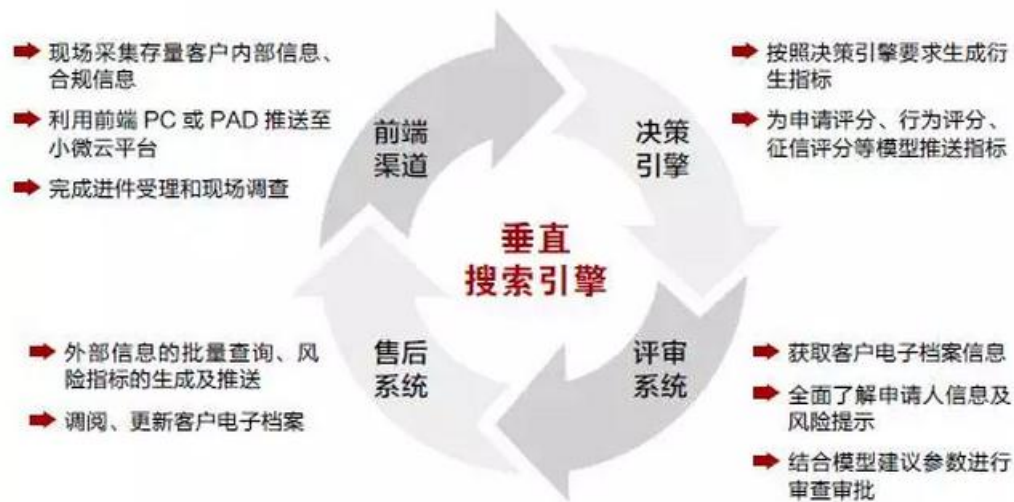 现场采集存量客户内部信息、
合规信息
利用前端 PC 或 PAD 推送至
小微云平台
完成进件受理和现场调查
前端
渠道
决策
引擎
按照决策引擎要求生成衍
生指标
为申请评分、行为评分、
征信评分等模型推送指标
垂直
搜索引擎
外部信息的批量查询、风
险指标的生成及推送
调阅、更新客户电子档案
售后
系统
评审
系统
获取客户电子档案信息
全面了解申请人信息及
风险提示
结合模型建议参数进行
审查审批